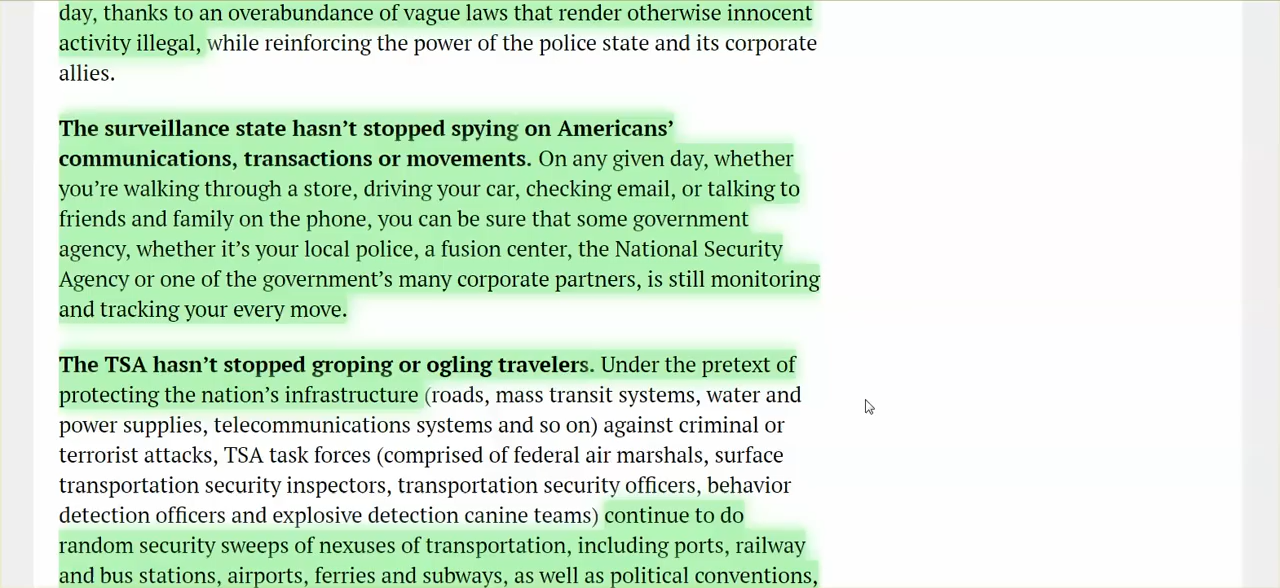 day, thanks to an overabundance of vague laws that render otherwise innocent
activity illegal, while reinforcing the power of the police state and its corporate
allies.
The surveillance state hasn’t stopped spying on Americans’
communications, transactions or movements. On any given day, whether
you’re walking through a store, driving your car, checking email, or talking to
friends and family on the phone, you can be sure that some government
agency, whether it’s your local police, a fusion center, the National Security
Agency or one of the government’s many corporate partners, is still monitoring
and tracking your every move.
The TSA hasn’t stopped groping or ogling travelers. Under the pretext of
protecting the nation’s infrastructure (roads, mass transit systems, water and
power supplies, telecommunications systems and so on) against criminal or
terrorist attacks, TSA task forces (comprised of federal air marshals, surface
transportation security inspectors, transportation security officers, behavior
detection officers and explosive detection canine teams) continue to do
random security sweeps of nexuses of transportation, including ports, railway
and bus stations, airports, ferries and subways, as well as political conventions,